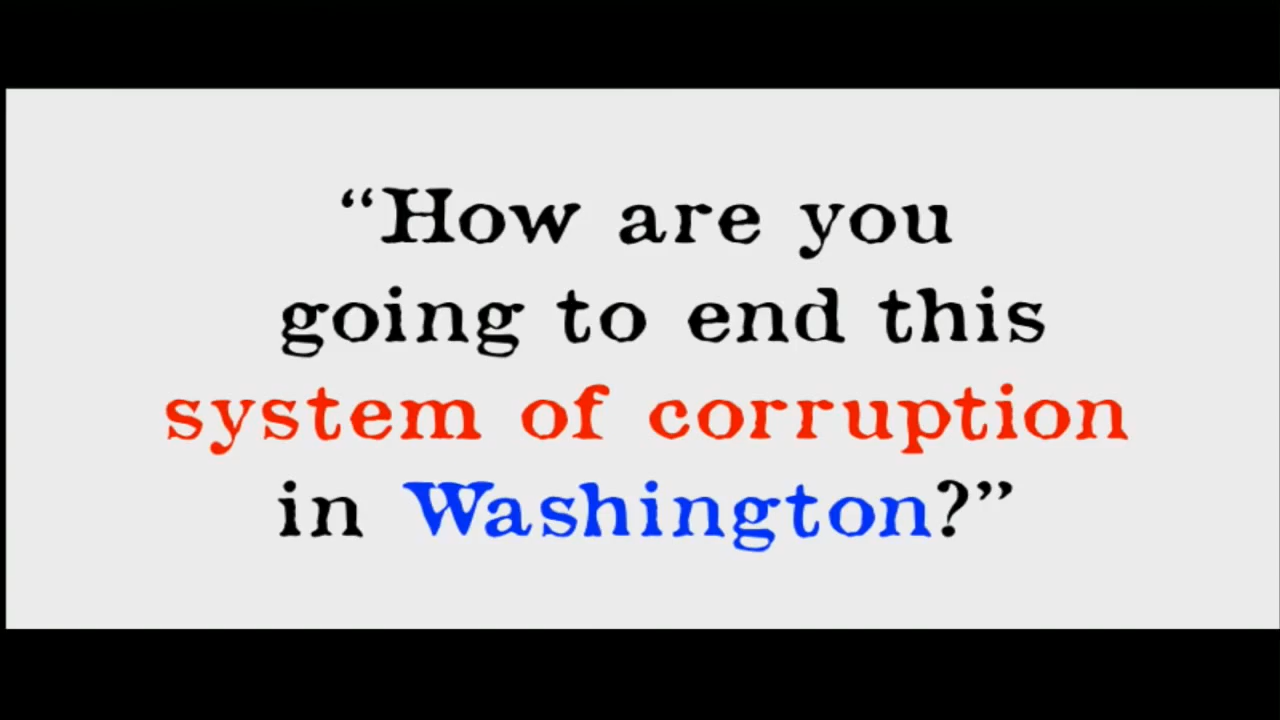 “How are you
going to end this
system of corruption
in Washington?”